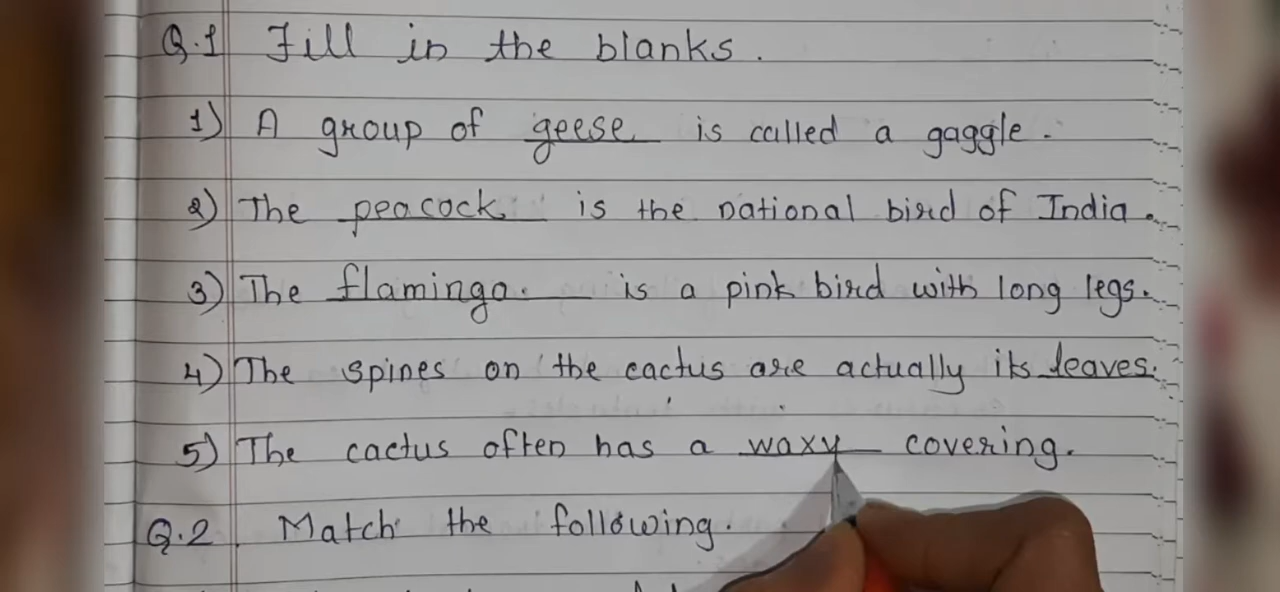 Q.1 Fill in the blanks.
1) A group of geese is called a gaggle.
2) The peacock is the national bird of India.
3) The flamingo. is a pink bird with long legs.
4) The spines on the cactus are actually its leaves.
5) The cactus often has a waxy covering.
Q.2. Match the following.